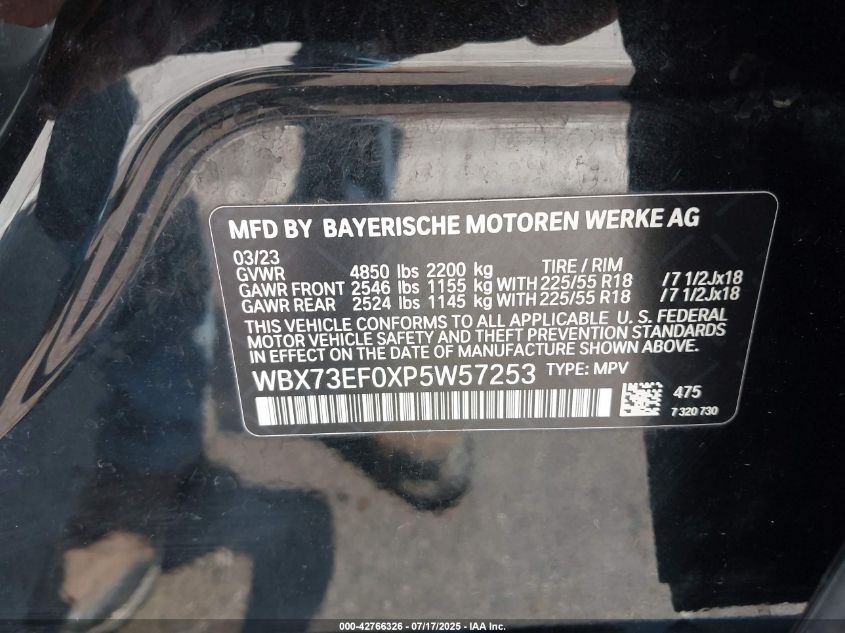 MFD BY BAYERISCHE MOTOREN WERKE AG
03/23
GVWR 4850 lbs 2200 kg TIRE / RIM
GAWR FRONT 2546 lbs 1155 kg WITH 225/55 R18 /7 1/2Jx18
GAWR REAR 2524 lbs 1145 kg WITH 225/55 R18 /7 1/2Jx18
THIS VEHICLE CONFORMS TO ALL APPLICABLE U. S. FEDERAL
MOTOR VEHICLE SAFETY AND THEFT PREVENTION STANDARDS
IN EFFECT ON THE DATE OF MANUFACTURE SHOWN ABOVE.
WBX73EF0XP5W57253 TYPE: MPV
475
7 320 730
000-42766326 - 07/17/2025 - IAA Inc.